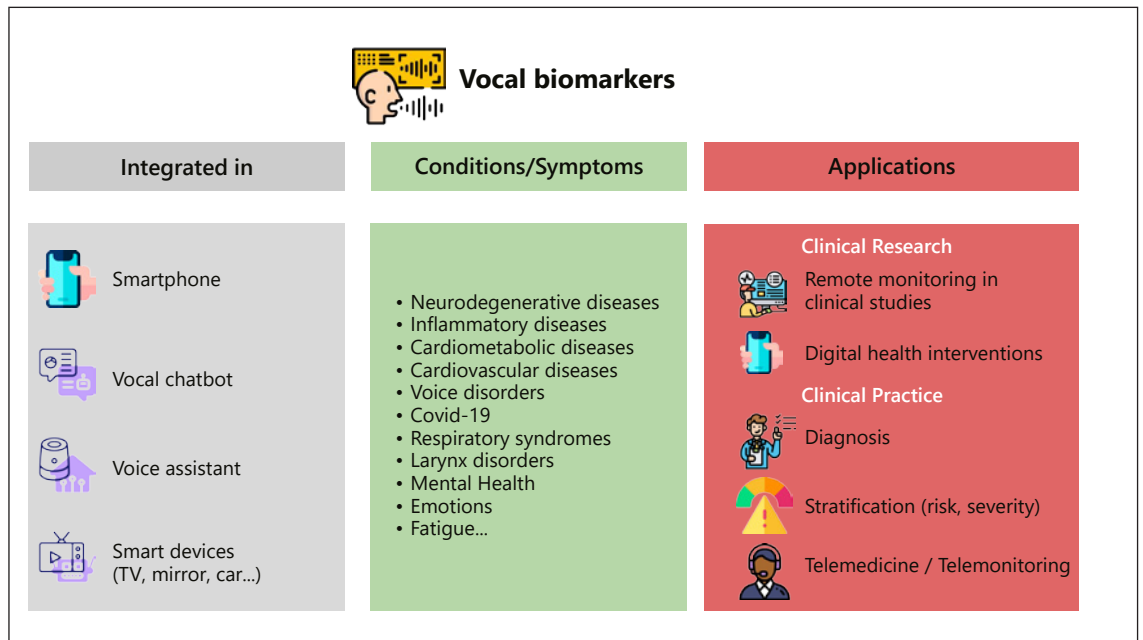 Vocal biomarkers
Integrated in
Smartphone
Vocal chatbot
Voice assistant
Smart devices
(TV, mirror, car...)
Conditions/Symptoms
• Neurodegenerative diseases
• Inflammatory diseases
• Cardiometabolic diseases
• Cardiovascular diseases
• Voice disorders
• Covid-19
• Respiratory syndromes
• Larynx disorders
• Mental Health
• Emotions
• Fatigue...
Applications
Clinical Research
Remote monitoring in
clinical studies
Digital health interventions
Clinical Practice
Diagnosis
Stratification (risk, severity)
Telemedicine / Telemonitoring